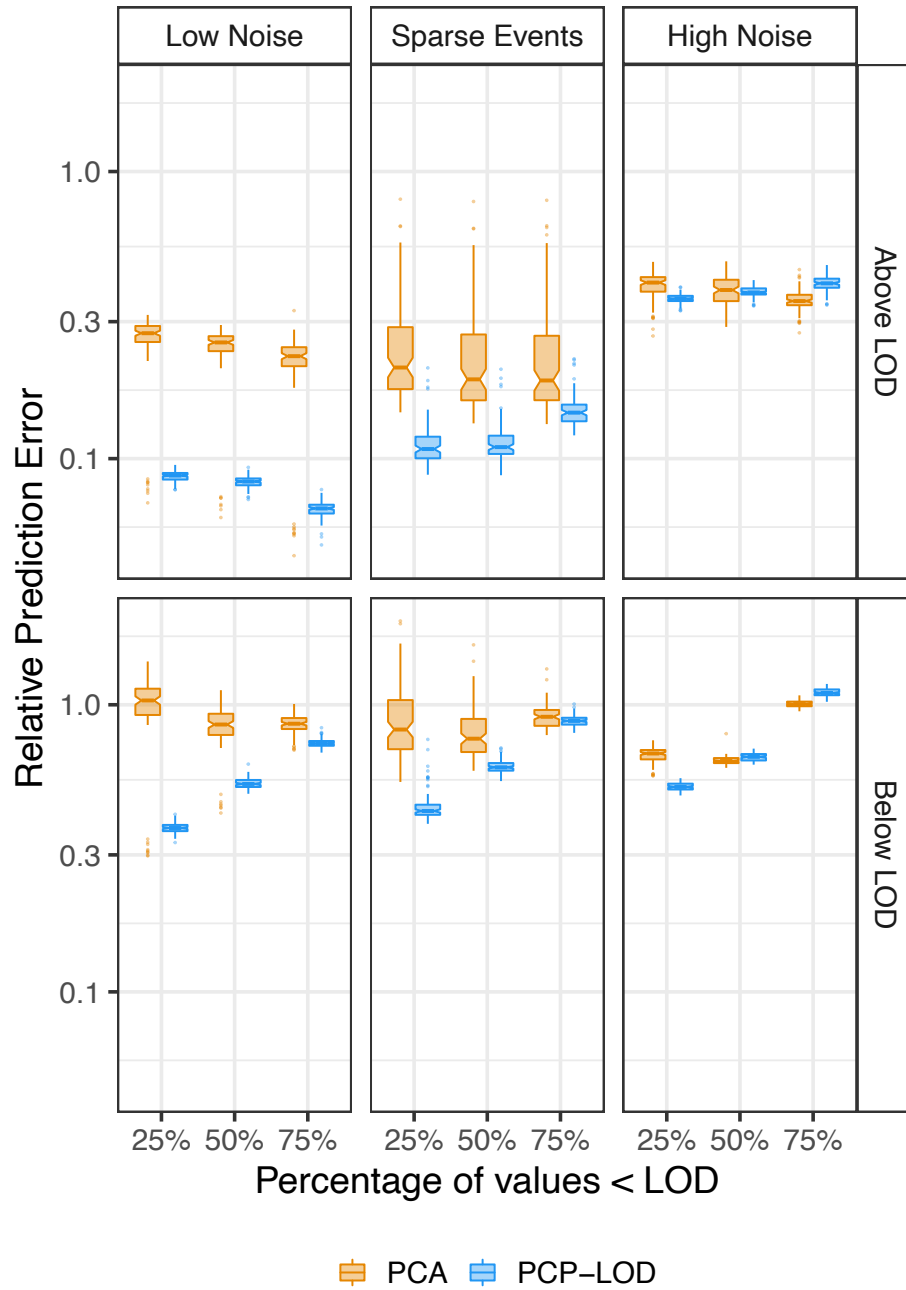 Low Noise
Sparse Events
High Noise
Relative Prediction Error
1.0
0.3
0.1
Above LOD
1.0
0.3
0.1
Below LOD
25% 50% 75%
25% 50% 75%
25% 50% 75%
Percentage of values < LOD
PCA
PCP−LOD